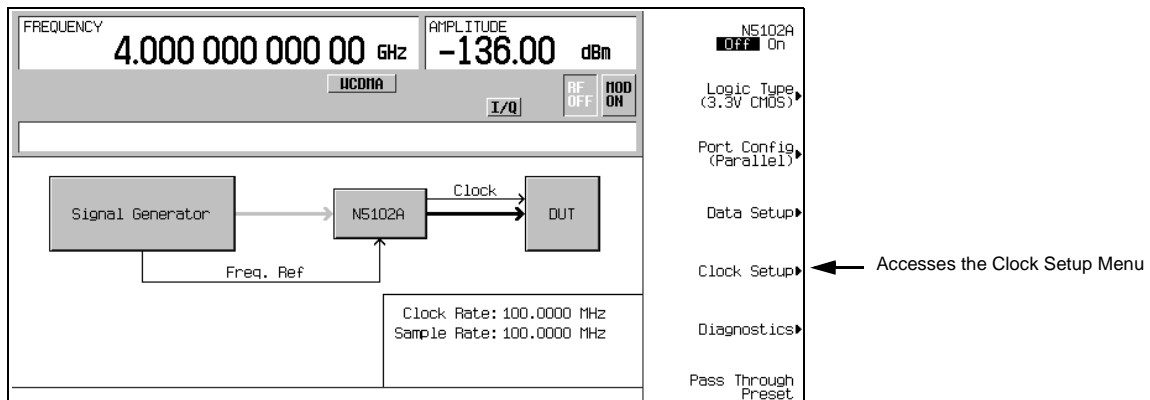 FREQUENCY
4.000 000 000 00 GHz
AMPLITUDE
-136.00 dBm
WCDMA
I/Q
RF
OFF
MOD
ON
Signal Generator
N5102A
Clock
DUT
Freq. Ref
Clock Rate: 100.0000 MHz
Sample Rate: 100.0000 MHz
N5102A
Off On
Logic Type
(3.3V CMOS)
Port Config
(Parallel)
Data Setup
Clock Setup
Accesses the Clock Setup Menu
Diagnostics
Pass Through
Preset